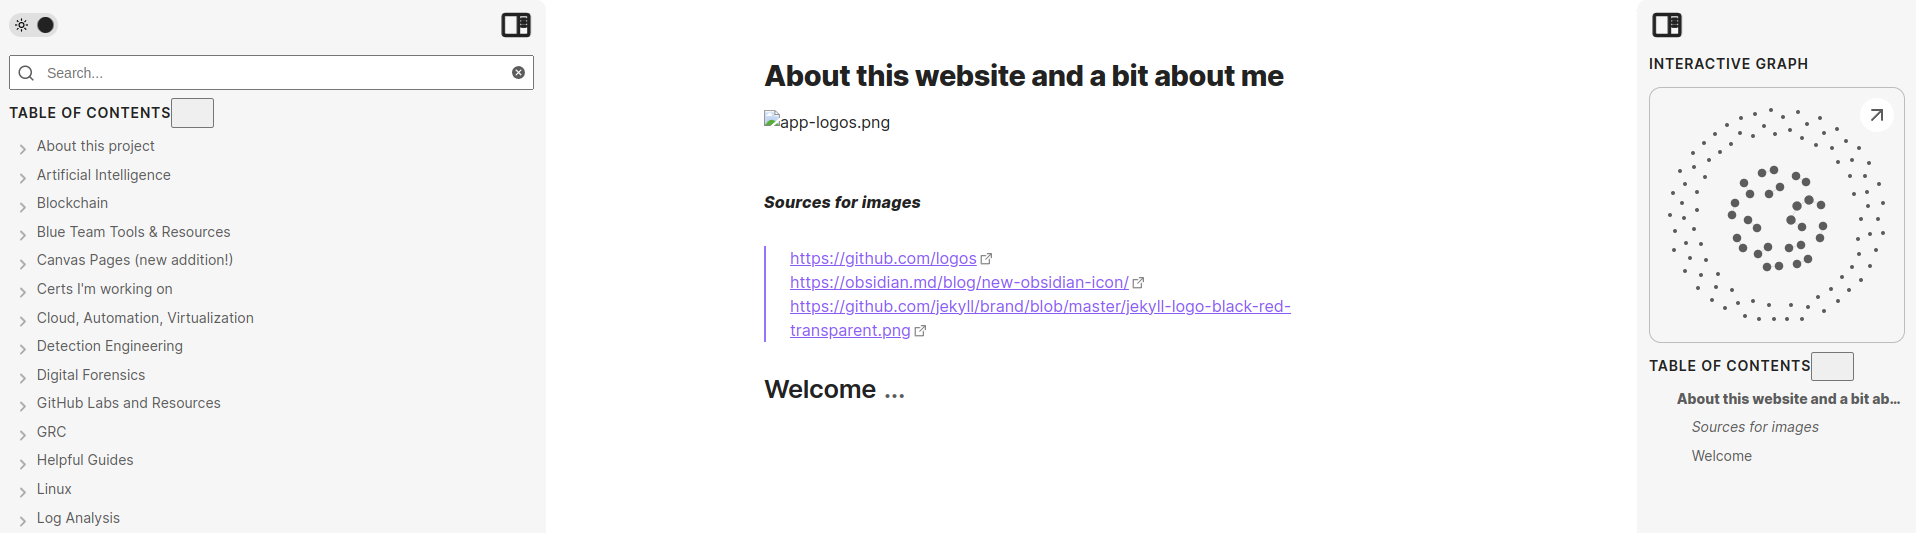 Search...
TABLE OF CONTENTS
About this project
Artificial Intelligence
Blockchain
Blue Team Tools & Resources
Canvas Pages (new addition!)
Certs I'm working on
Cloud, Automation, Virtualization
Detection Engineering
Digital Forensics
GitHub Labs and Resources
GRC
Helpful Guides
Linux
Log Analysis
About this website and a bit about me
app-logos.png
Sources for images
https://github.com/logos
https://obsidian.md/blog/new-obsidian-icon/
https://github.com/jekyll/brand/blob/master/jekyll-logo-black-red-
transparent.png
Welcome ...
INTERACTIVE GRAPH
TABLE OF CONTENTS
About this website and a bit ab...
Sources for images
Welcome